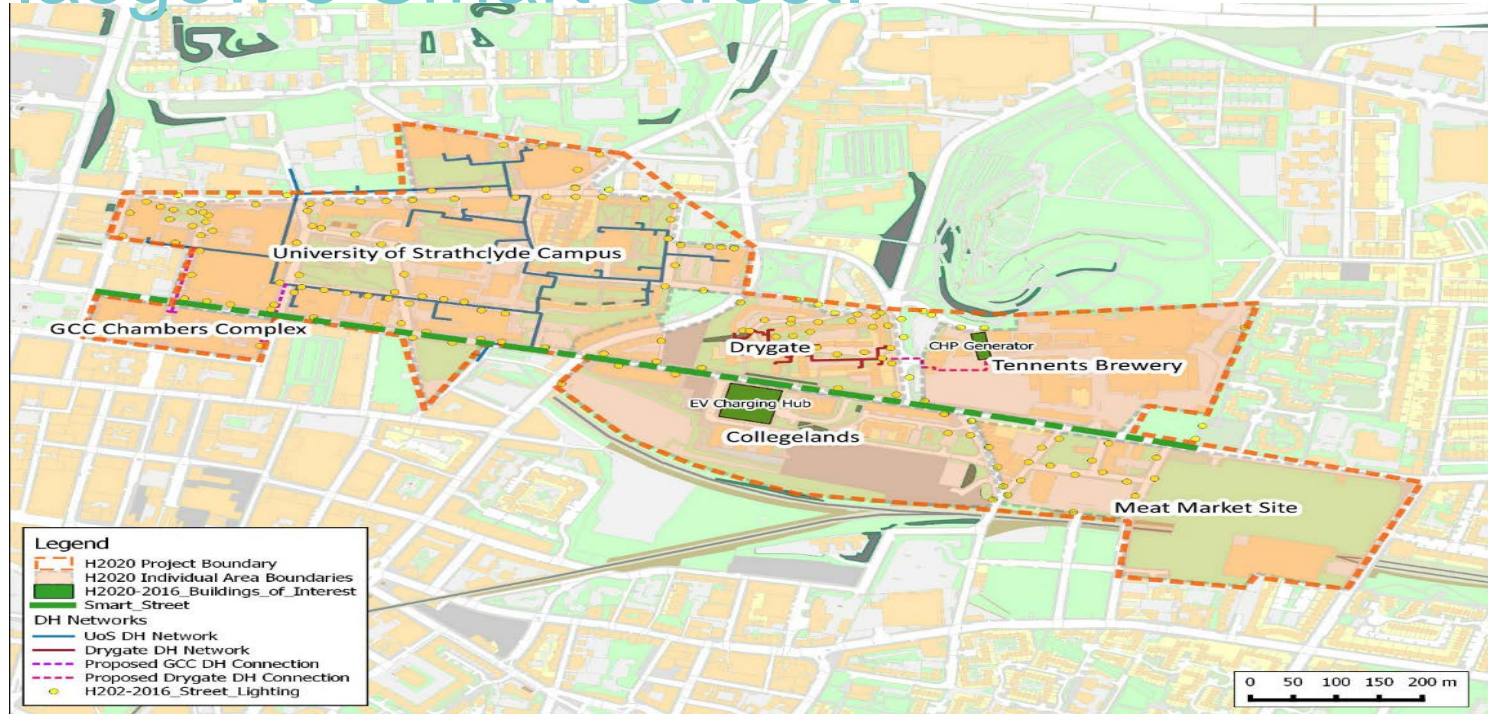 Smart Street
University of Strathclyde Campus
GCC Chambers Complex
Drygate
CHP Generator
Tennents Brewery
EV Charging Hub
Collegelands
Meat Market Site
Legend
H2020 Project Boundary
H2020 Individual Area Boundaries
H2020-2016_Buildings_of_Interest
Smart_Street
DH Networks
UoS DH Network
Drygate DH Network
Proposed GCC DH Connection
Proposed Drygate DH Connection
H202-2016_Street_Lighting
0 50 100 150 200 m